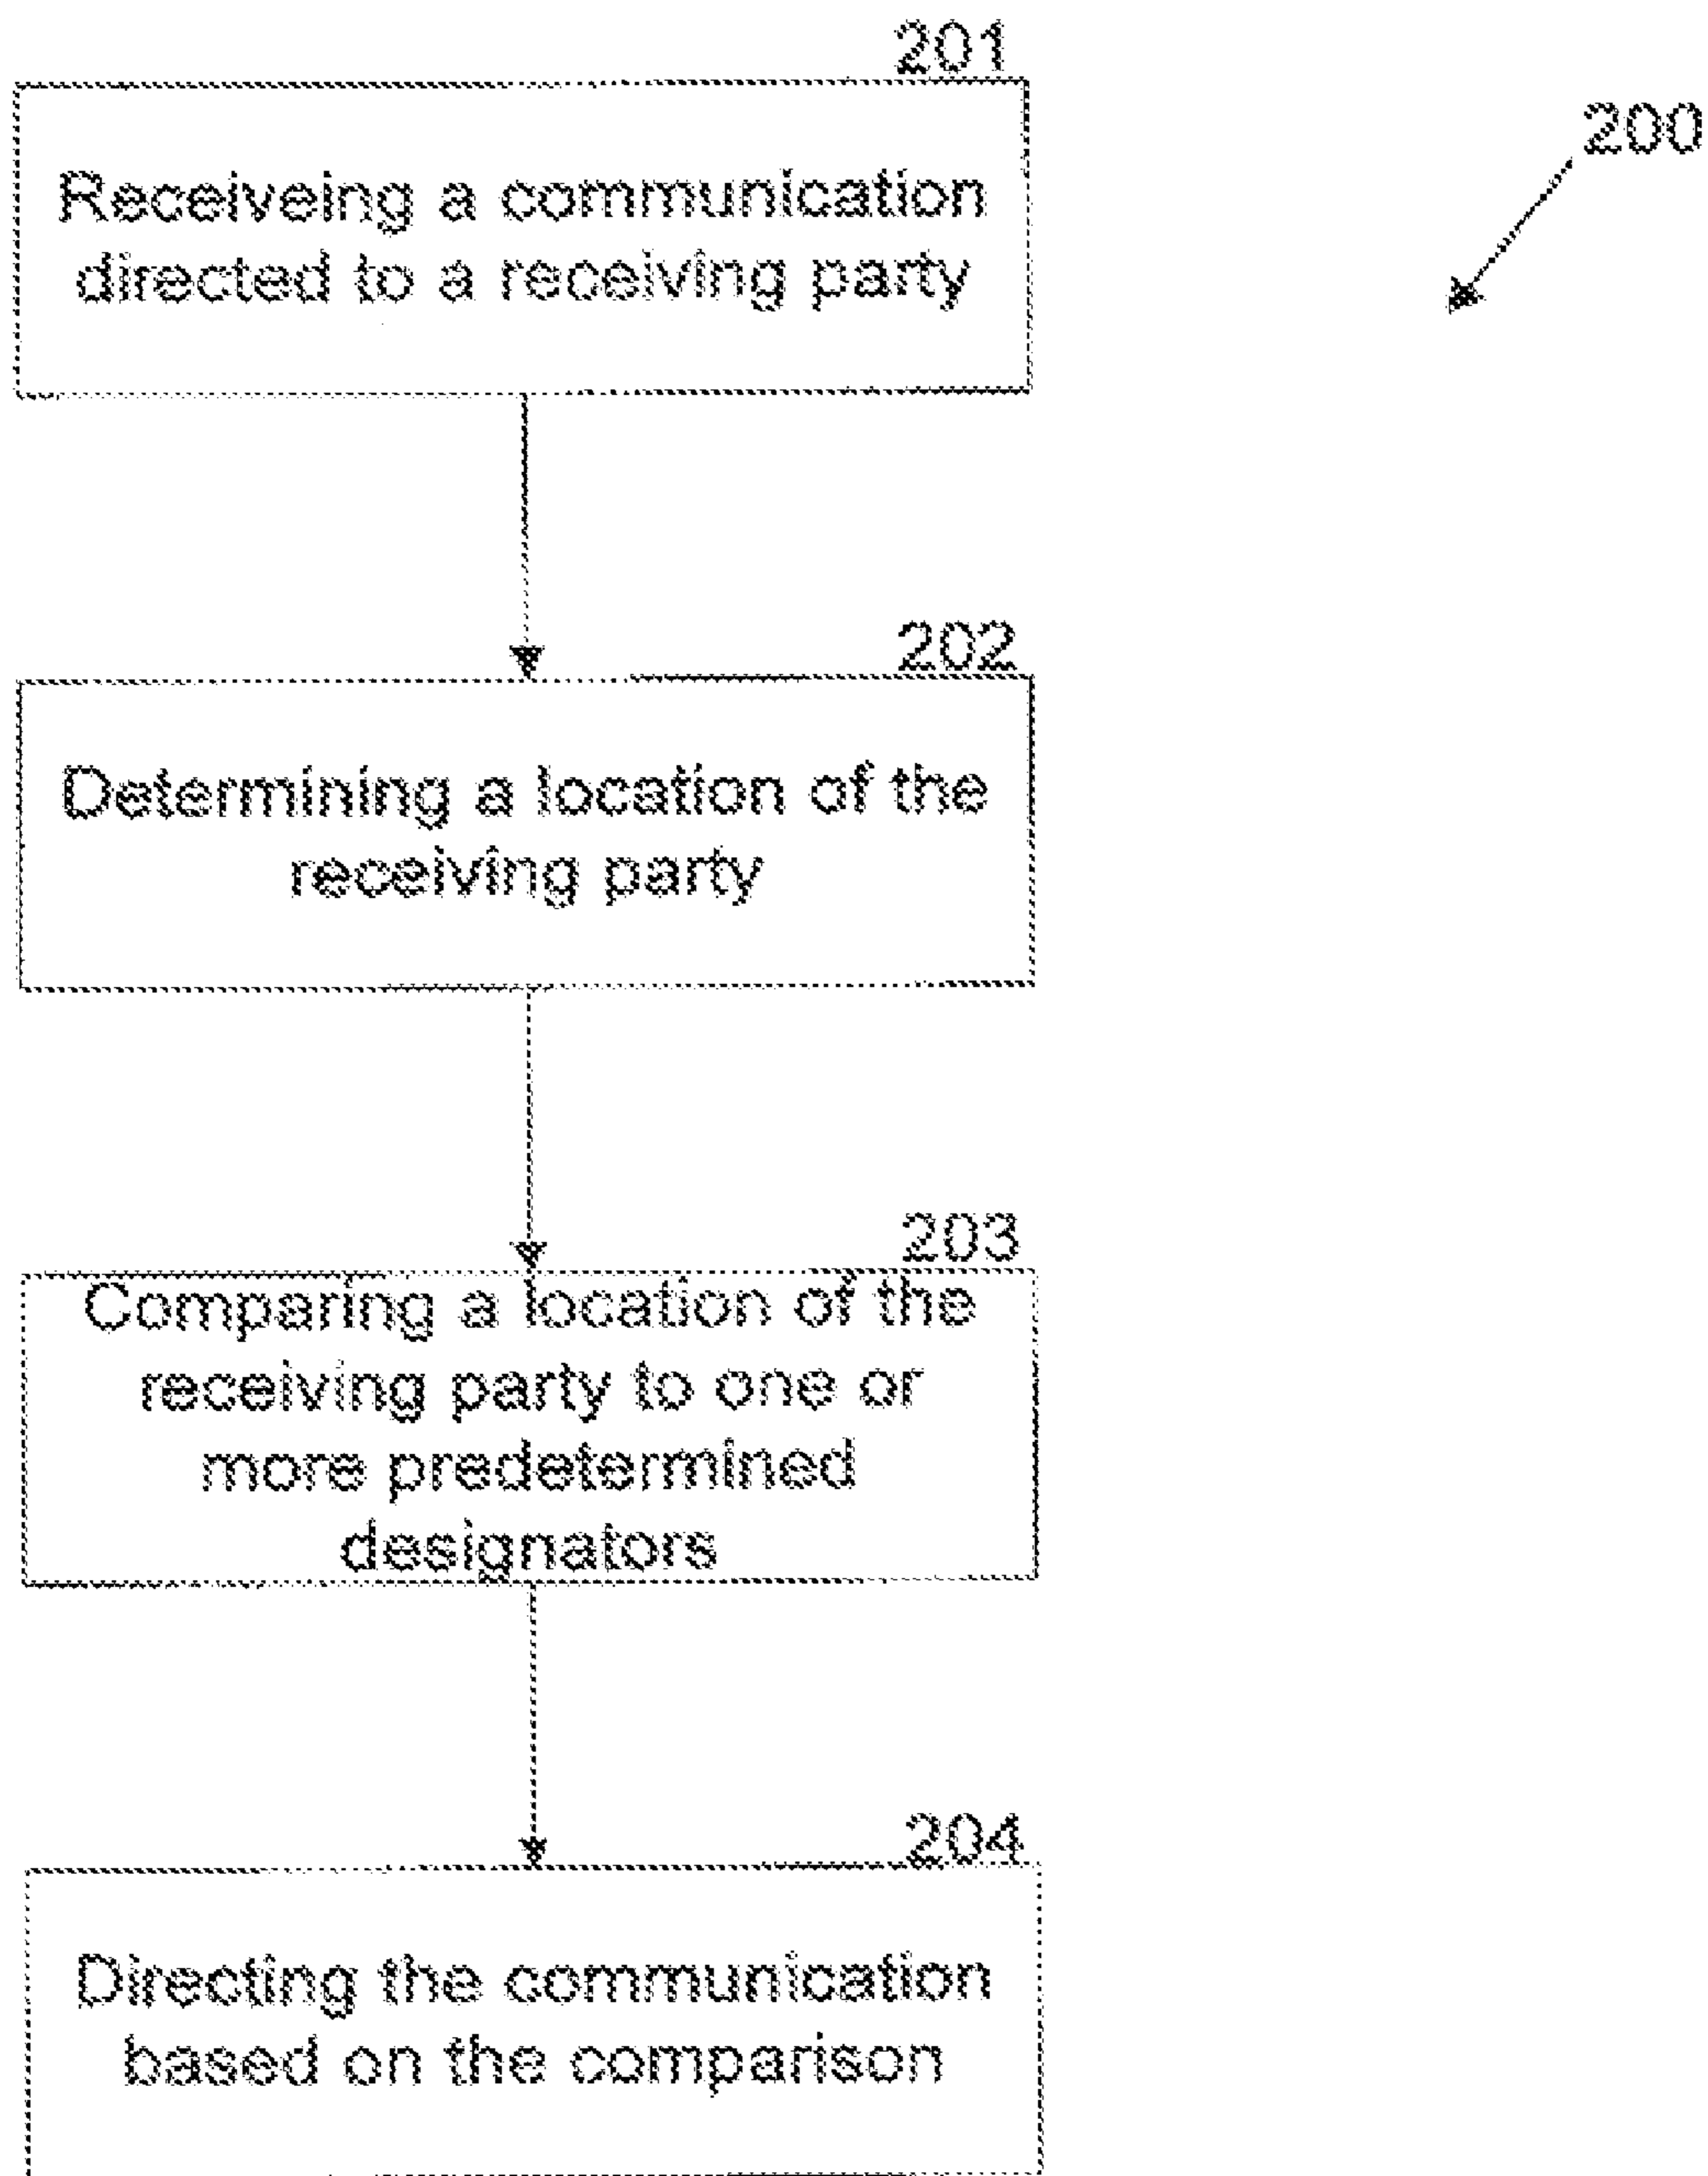 201
200
Receiveing a communication
directed to a receiving party
202
Determining a location of the
receiving party
203
Comparing a location of the
receiving party to one or
more predetermined
designators
204
Directing the communication
based on the comparison